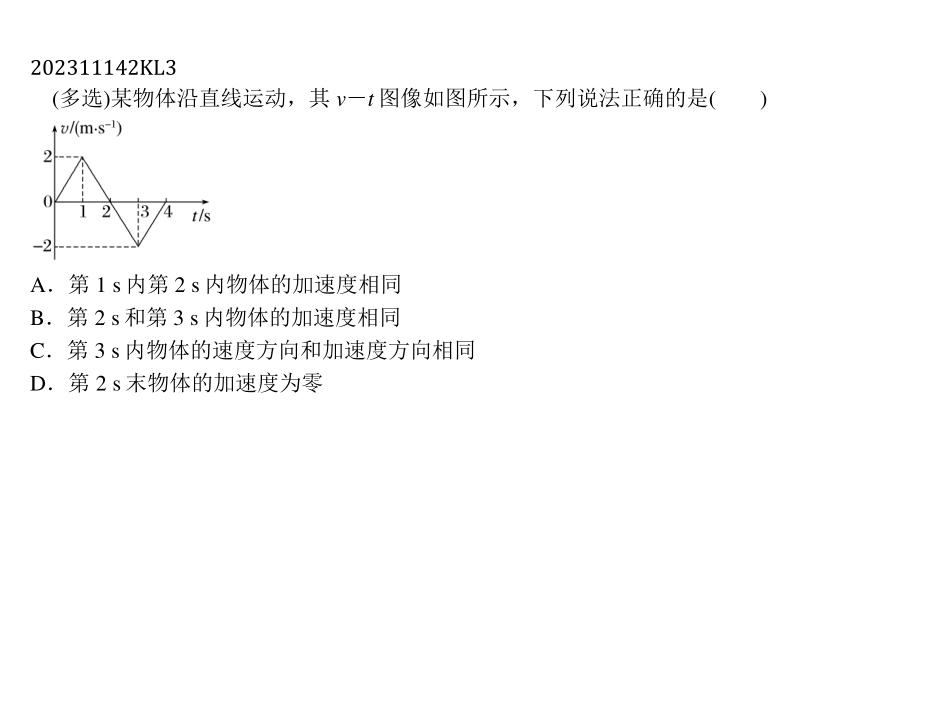 202311142KL3
(多选)某物体沿直线运动，其 v－t 图像如图所示，下列说法正确的是(　　)
v/(m·s⁻¹)
2
0
1 2 3 4 t/s
−2
A．第 1 s 内第 2 s 内物体的加速度相同
B．第 2 s 和第 3 s 内物体的加速度相同
C．第 3 s 内物体的速度方向和加速度方向相同
D．第 2 s 末物体的加速度为零